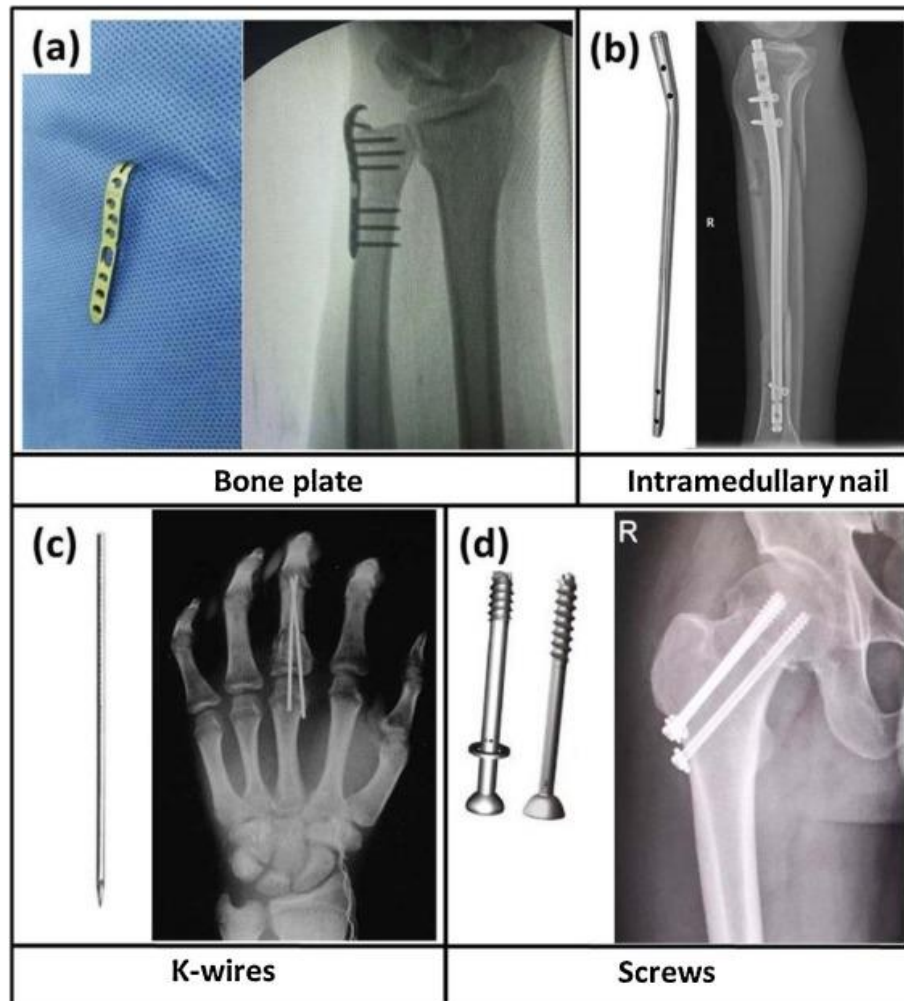 (a)
(b)
R
Bone plate
Intramedullary nail
(c)
(d)
R
K-wires
Screws